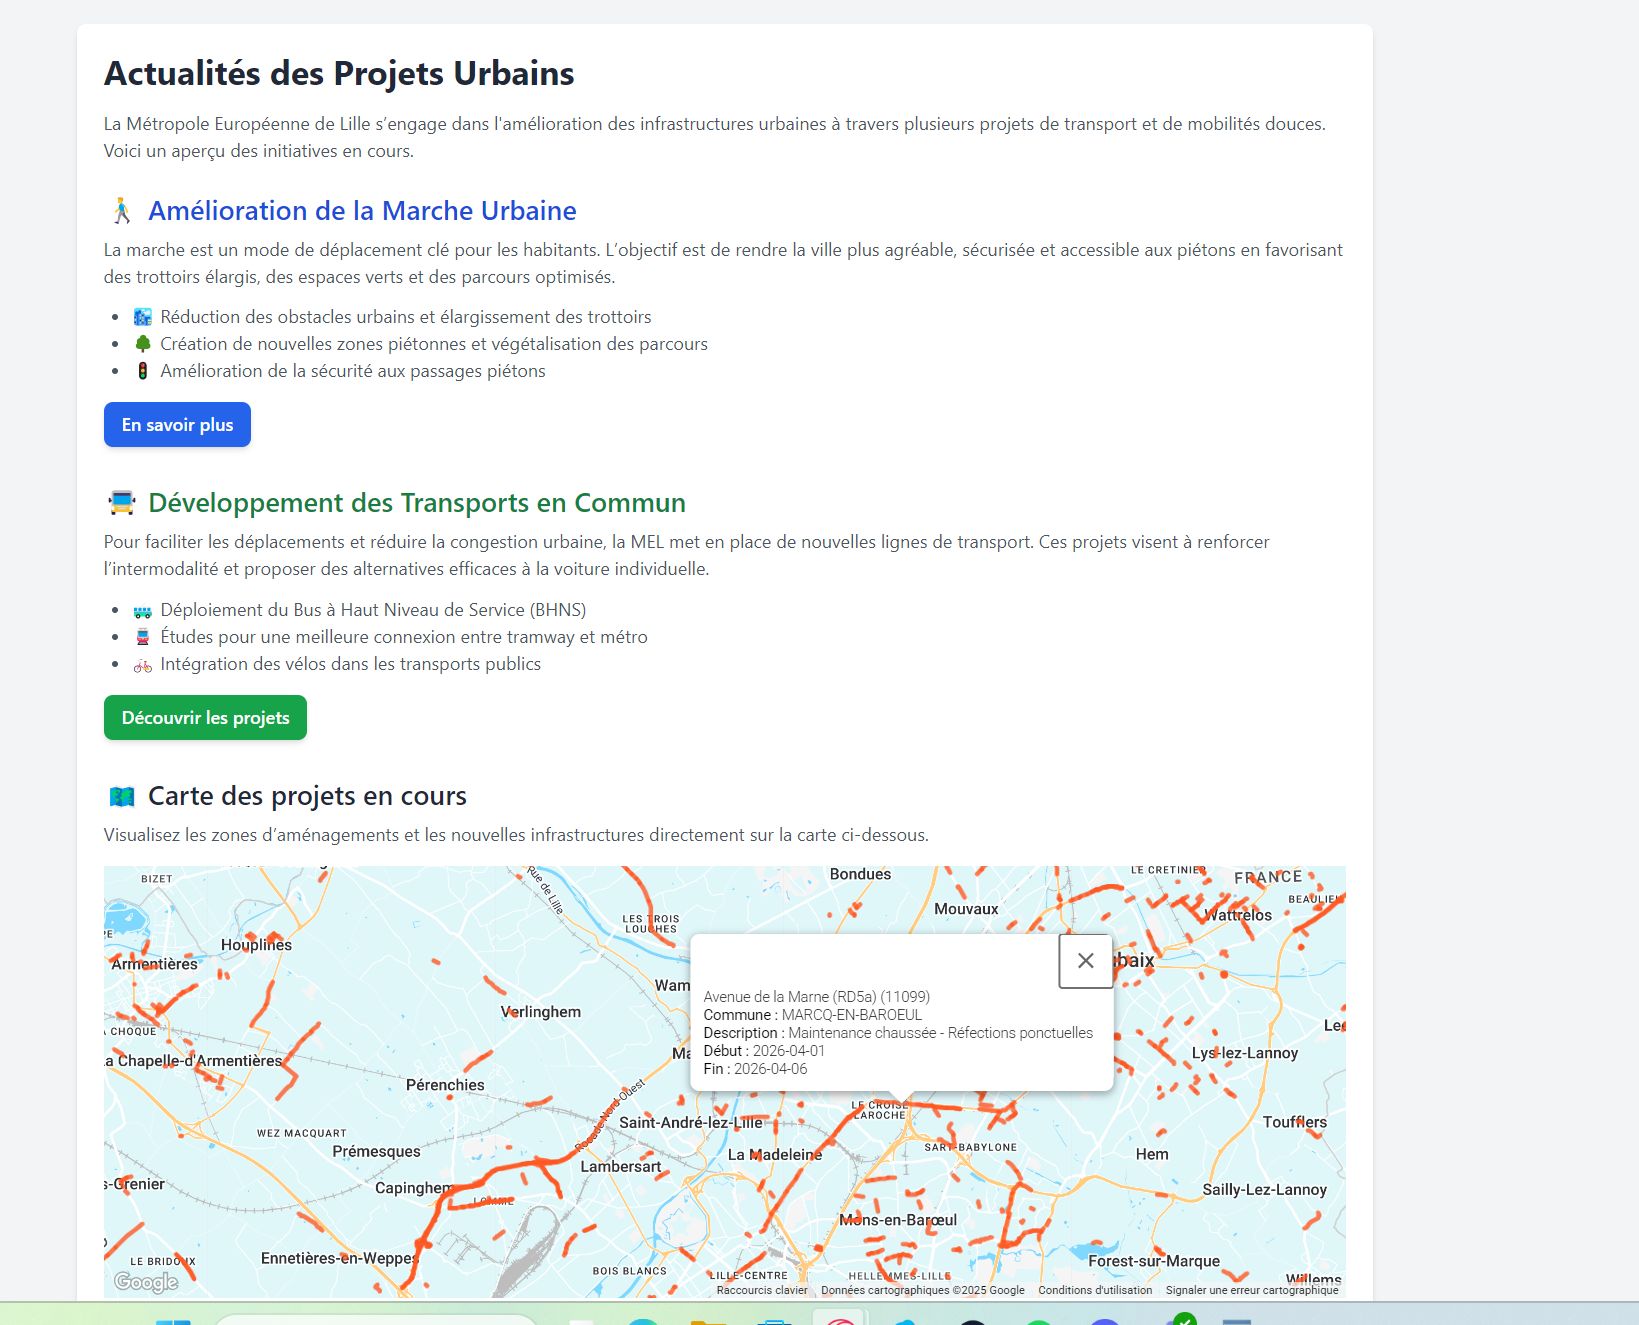 Actualités des Projets Urbains
La Métropole Européenne de Lille s’engage dans l'amélioration des infrastructures urbaines à travers plusieurs projets de transport et de mobilités douces.
Voici un aperçu des initiatives en cours.
Amélioration de la Marche Urbaine
La marche est un mode de déplacement clé pour les habitants. L’objectif est de rendre la ville plus agréable, sécurisée et accessible aux piétons en favorisant
des trottoirs élargis, des espaces verts et des parcours optimisés.
Réduction des obstacles urbains et élargissement des trottoirs
Création de nouvelles zones piétonnes et végétalisation des parcours
Amélioration de la sécurité aux passages piétons
En savoir plus
Développement des Transports en Commun
Pour faciliter les déplacements et réduire la congestion urbaine, la MEL met en place de nouvelles lignes de transport. Ces projets visent à renforcer
l’intermodalité et proposer des alternatives efficaces à la voiture individuelle.
Déploiement du Bus à Haut Niveau de Service (BHNS)
Études pour une meilleure connexion entre tramway et métro
Intégration des vélos dans les transports publics
Découvrir les projets
Carte des projets en cours
Visualisez les zones d’aménagements et les nouvelles infrastructures directement sur la carte ci-dessous.
BIZET
Rue de Lille
Bondues
LE CRETINIER
FRANCE
BEAULIEU
Mouvaux
Wattrelos
LES TROIS
LOUCHES
Houplines
Armentières
baix
Wam
Verlinghem
Avenue de la Marne (RD5a) (11099)
Commune : MARCQ-EN-BAROEUL
Description : Maintenance chaussée - Réfections ponctuelles
Début : 2026-04-01
Fin : 2026-04-06
CHOQUE
Lee
a Chapelle-d'Armentières
Ma
Lys-lez-Lannoy
Pérenchies
Rocade Nord-Ouest
LE CROISÉ
LAROCHE
Saint-André-lez-Lille
Toufflers
WEZ MACQUART
Prémesques
La Madeleine
SART-BABYLONE
Hem
Lambersart
s-Grenier
Capinghem
LOMME
Sailly-Lez-Lannoy
Mons-en-Barœul
Ennetières-en-Weppes
LE BRIDOUX
Forest-sur-Marque
BOIS BLANCS
LILLE-CENTRE
HELLEMMES-LILLE
Willems
Google
Raccourcis clavier
Données cartographiques ©2025 Google
Conditions d'utilisation
Signaler une erreur cartographique